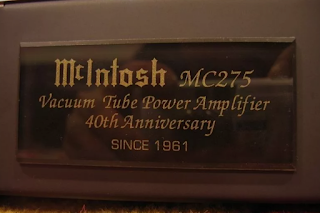 McIntosh MC275
Vacuum Tube Power Amplifier
40th Anniversary
SINCE 1961